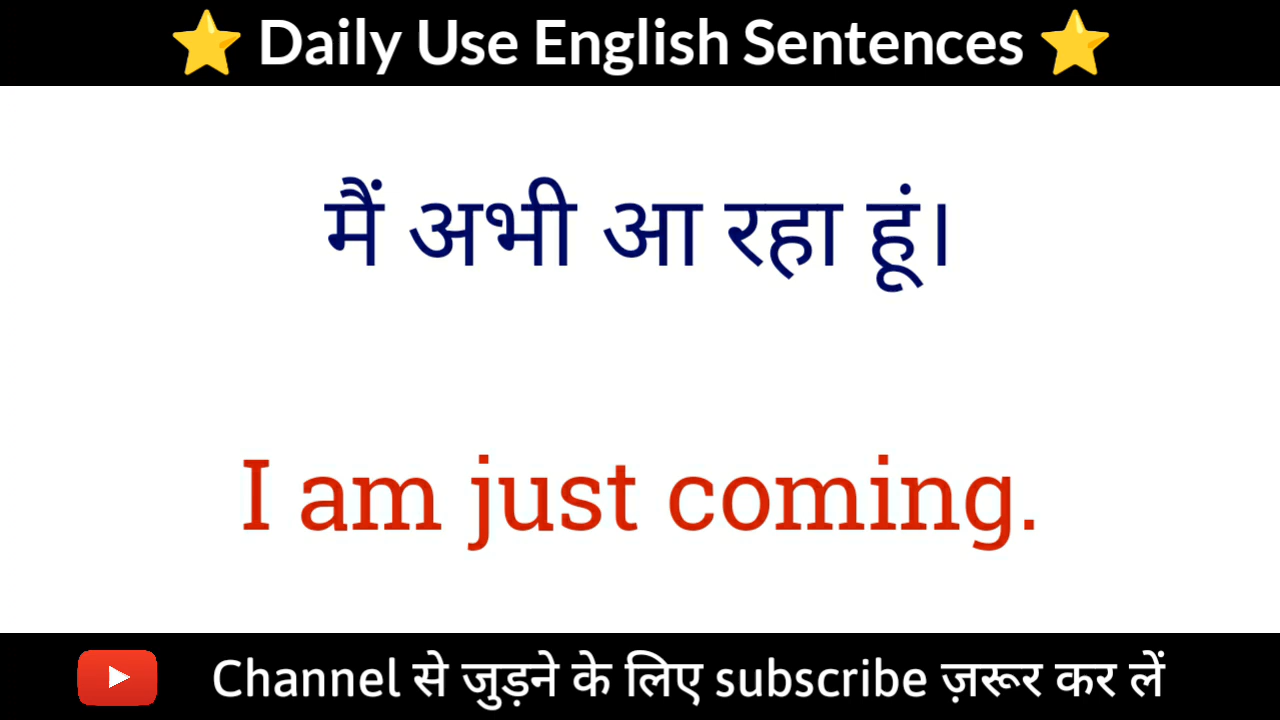 ⭐ Daily Use English Sentences ⭐
मैं अभी आ रहा हूं।
I am just coming.
Channel से जुड़ने के लिए subscribe ज़रूर कर लें